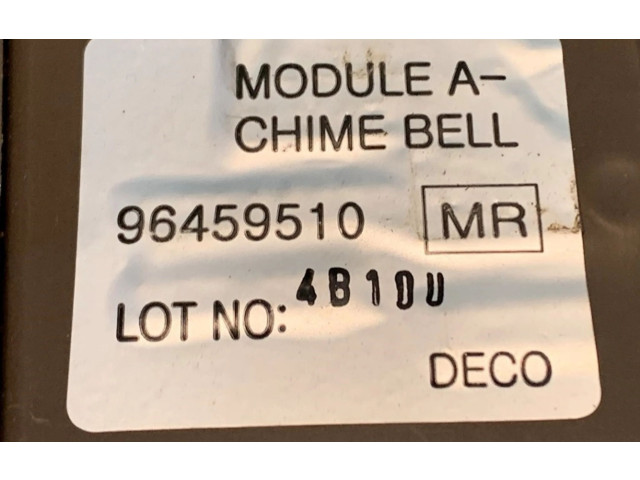 MODULE A-
CHIME BELL
96459510 MR
LOT NO: 4B10U
DECO